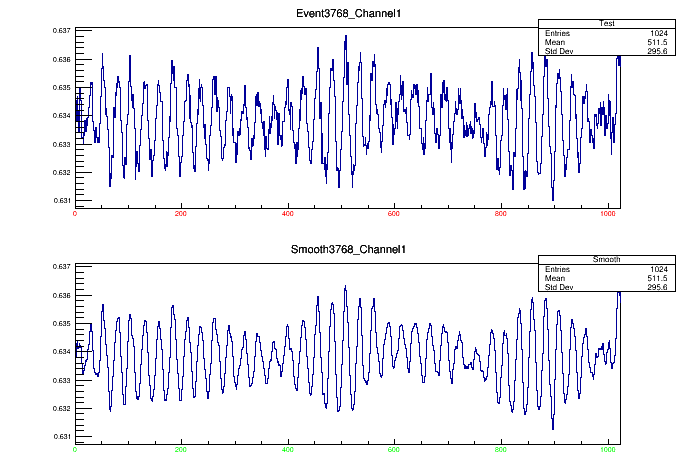 Event3768_Channel1
Test
Entries 1024
Mean 511.5
Std Dev 295.6
0.637
0.636
0.635
0.634
0.633
0.632
0.631
0 200 400 600 800 1000
Smooth3768_Channel1
Smooth
Entries 1024
Mean 511.5
Std Dev 295.6
0.637
0.636
0.635
0.634
0.633
0.632
0.631
0 200 400 600 800 1000